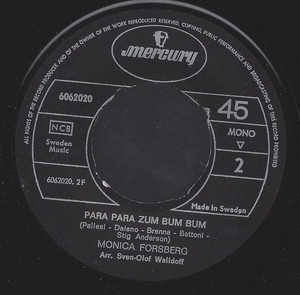 ALL RIGHTS OF THE RECORD PRODUCER AND OF THE OWNER OF THE WORK REPRODUCED RESERVED. COPYING, PUBLIC PERFORMANCE AND BROADCASTING OF THIS RECORD PROHIBITED
mercury
6062020
45
NCB
MONO
Sweden
Music
2
6062020. 2F
Made in Sweden
PARA PARA ZUM BUM BUM
(Pallesi - Daiano - Brenna - Bettoni -
Stig Anderson)
MONICA FORSBERG
Arr. Sven-Olof Walldoff